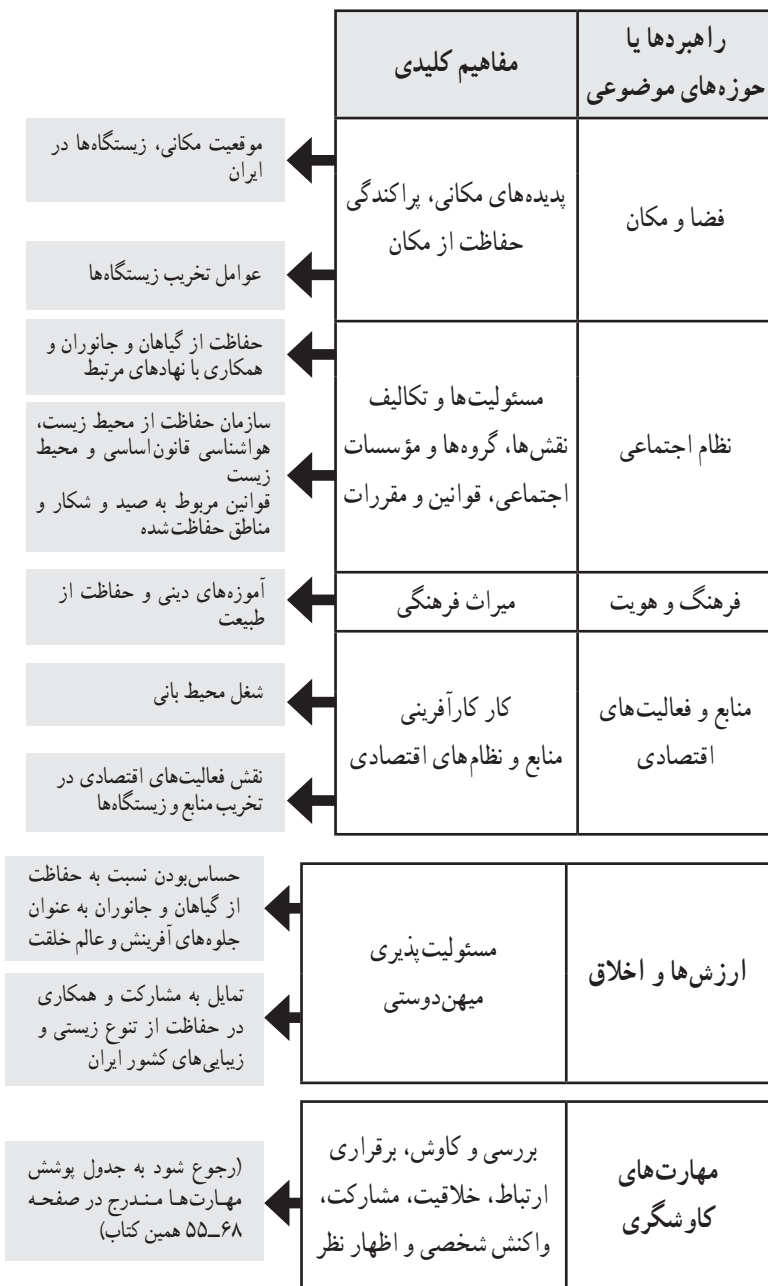 راهبردها یا
حوزه‌های موضوعی
مفاهیم کلیدی
فضا و مکان
پدیده‌های مکانی، پراکندگی
حفاظت از مکان
موقعیت مکانی، زیستگاه‌ها در
ایران
عوامل تخریب زیستگاه‌ها
نظام اجتماعی
مسئولیت‌ها و تکالیف
نقش‌ها، گروه‌ها و مؤسسات
اجتماعی، قوانین و مقررات
حفاظت از گیاهان و جانوران و
همکاری با نهادهای مرتبط
سازمان حفاظت از محیط زیست،
هواشناسی قانون‌اساسی و محیط
زیست
قوانین مربوط به صید و شکار و
مناطق حفاظت‌شده
فرهنگ و هویت
میراث فرهنگی
آموزه‌های دینی و حفاظت از
طبیعت
منابع و فعالیت‌های
اقتصادی
کار کارآفرینی
منابع و نظام‌های اقتصادی
شغل محیط بانی
نقش فعالیت‌های اقتصادی در
تخریب منابع و زیستگاه‌ها
ارزش‌ها و اخلاق
مسئولیت‌پذیری
میهن‌دوستی
حساس‌بودن نسبت به حفاظت
از گیاهان و جانوران به عنوان
جلوه‌های آفرینش و عالم خلقت
تمایل به مشارکت و همکاری
در حفاظت از تنوع زیستی و
زیبایی‌های کشور ایران
مهارت‌های
کاوشگری
بررسی و کاوش، برقراری
ارتباط، خلاقیت، مشارکت،
واکنش شخصی و اظهار نظر
(رجوع شود به جدول پوشش
مهارت‌ها مندرج در صفحه
۶۸ــ۵۵ همین کتاب)